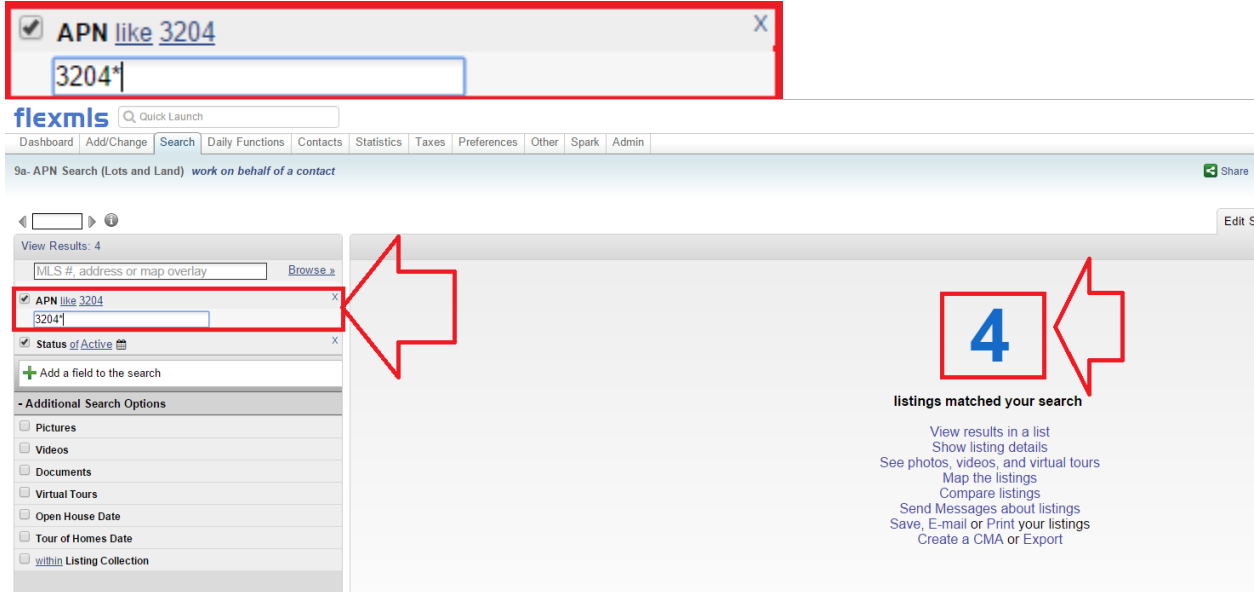 APN like 3204 X
3204*
flexmls Quick Launch
Dashboard Add/Change Search Daily Functions Contacts Statistics Taxes Preferences Other Spark Admin
9a- APN Search (Lots and Land) work on behalf of a contact Share
Edit S
View Results: 4
MLS #, address or map overlay Browse »
APN like 3204 X
3204*
Status of Active X
Add a field to the search
- Additional Search Options
Pictures
Videos
Documents
Virtual Tours
Open House Date
Tour of Homes Date
within Listing Collection
4
listings matched your search
View results in a list
Show listing details
See photos, videos, and virtual tours
Map the listings
Compare listings
Send Messages about listings
Save, E-mail or Print your listings
Create a CMA or Export